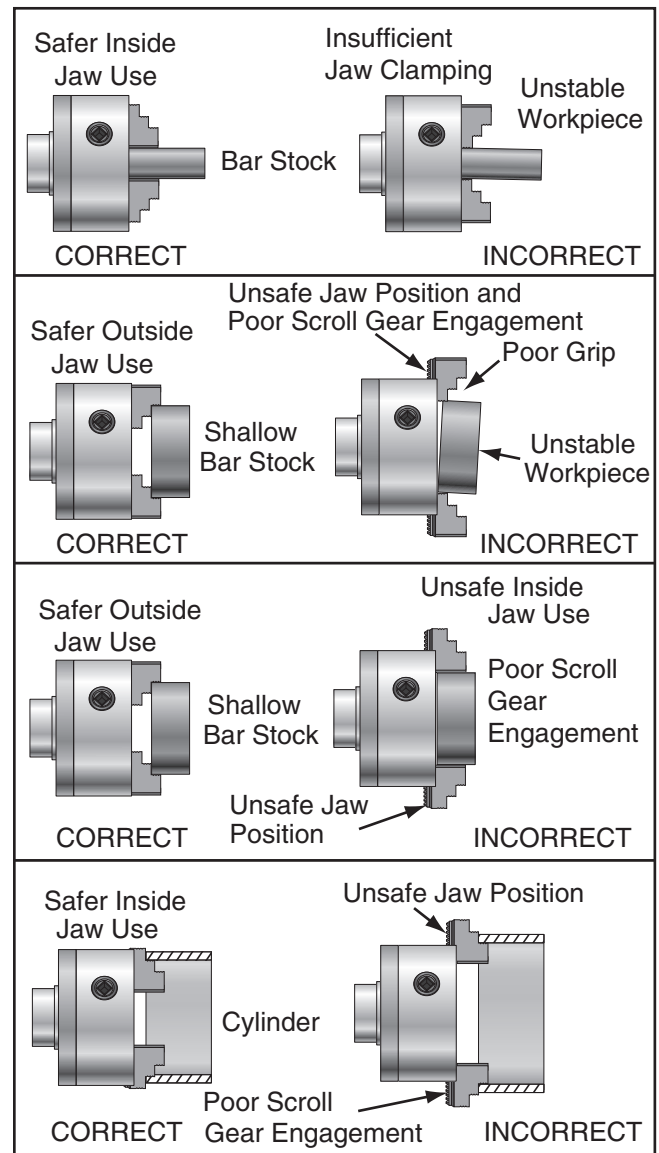 Safer Inside
Jaw Use
Bar Stock
CORRECT
Insufficient
Jaw Clamping
Unstable
Workpiece
INCORRECT
Safer Outside
Jaw Use
Shallow
Bar Stock
CORRECT
Unsafe Jaw Position and
Poor Scroll Gear Engagement
Poor Grip
Unstable
Workpiece
INCORRECT
Safer Outside
Jaw Use
Shallow
Bar Stock
CORRECT
Unsafe Inside
Jaw Use
Poor Scroll
Gear
Engagement
Unsafe Jaw
Position
INCORRECT
Safer Inside
Jaw Use
Cylinder
CORRECT
Unsafe Jaw Position
Poor Scroll
Gear Engagement
INCORRECT